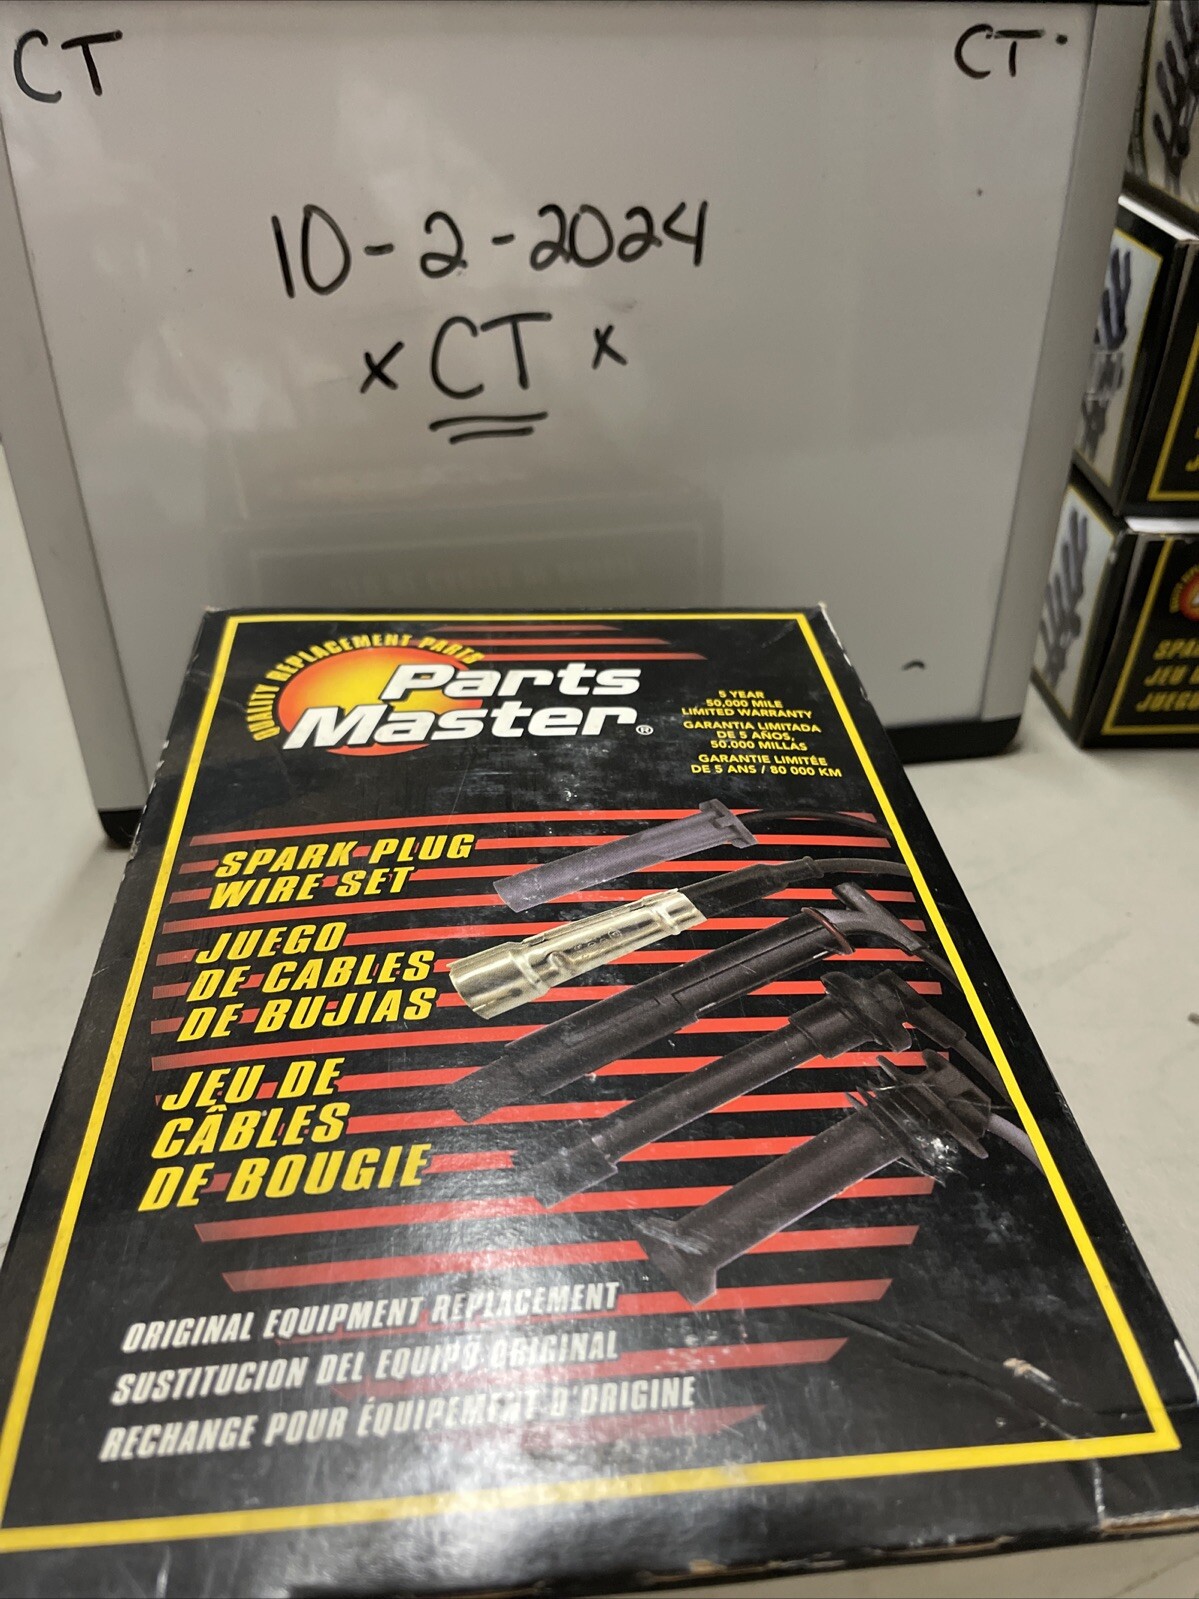 CT
CT
10-2-2024
x CT x
QUALITY REPLACEMENT PARTS
Parts
Master®
5 YEAR
50,000 MILE
LIMITED WARRANTY
GARANTIA LIMITADA
DE 5 AÑOS,
50.000 MILLAS
GARANTIE LIMITÉE
DE 5 ANS / 80 000 KM
SPARK PLUG
WIRE SET
JUEGO
DE CABLES
DE BUJIAS
JEU DE
CÂBLES
DE BOUGIE
ORIGINAL EQUIPMENT REPLACEMENT
SUSTITUCION DEL EQUIPO ORIGINAL
RECHANGE POUR ÉQUIPEMENT D'ORIGINE